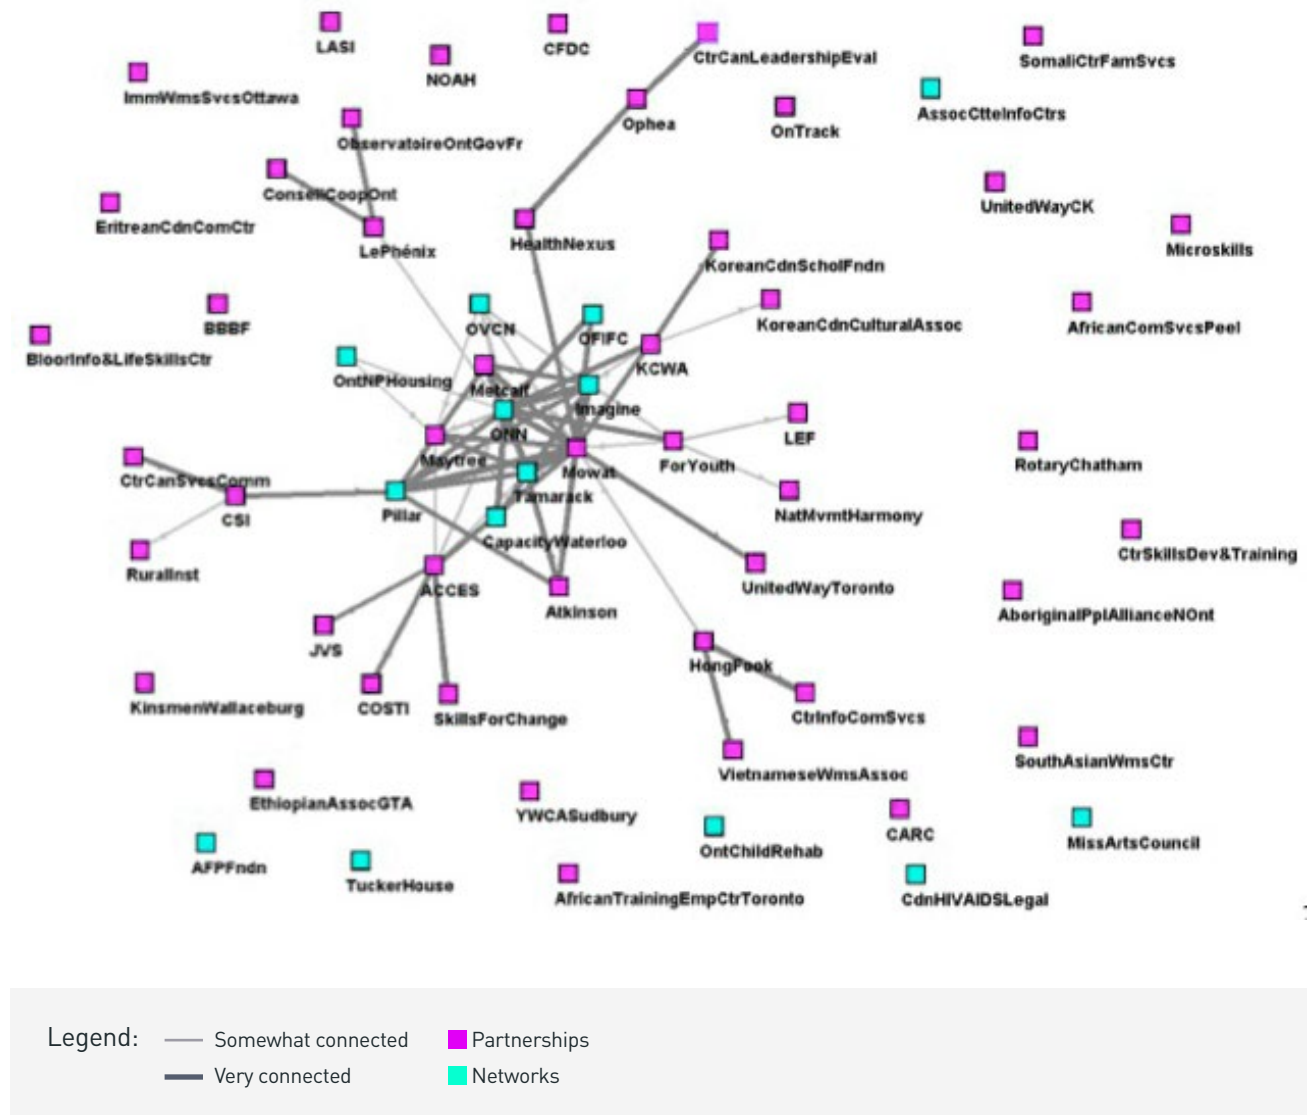 LASI
CFDC
CtrCanLeadershipEval
SomaliCtrFamSvcs
NOAH
ImmWmsSvcsOttawa
AssocCtteInfoCtrs
Ophea
OnTrack
ObservatoireOntGovFr
ConseilCoopOnt
UnitedWayCK
EritreanCdnComCtr
LePhénix
HealthNexus
Microskills
KoreanCdnScholFndn
BBBF
OVCN
KoreanCdnCulturalAssoc
AfricanComSvcsPeel
OFIFC
BloorInfo&LifeSkillsCtr
KCWA
OntNPHousing
Metcalf
Imagine
ONN
LEF
Maytree
Mowat
ForYouth
RotaryChatham
CtrCanSvcsComm
Tamarack
CSI
Pillar
NatMvmtHarmony
CapacityWaterloo
CtrSkillsDev&Training
RuralInst
ACCES
UnitedWayToronto
Atkinson
AboriginalPplAllianceNOnt
JVS
HongFook
KinsmenWallaceburg
COSTI
SkillsForChange
CtrInfoComSvcs
VietnameseWmsAssoc
SouthAsianWmsCtr
EthiopianAssocGTA
YWCASudbury
CARC
MissArtsCouncil
OntChildRehab
AFPFndn
TuckerHouse
AfricanTrainingEmpCtrToronto
CdnHIVAIDSLegal
Legend:
Somewhat connected
Partnerships
Very connected
Networks